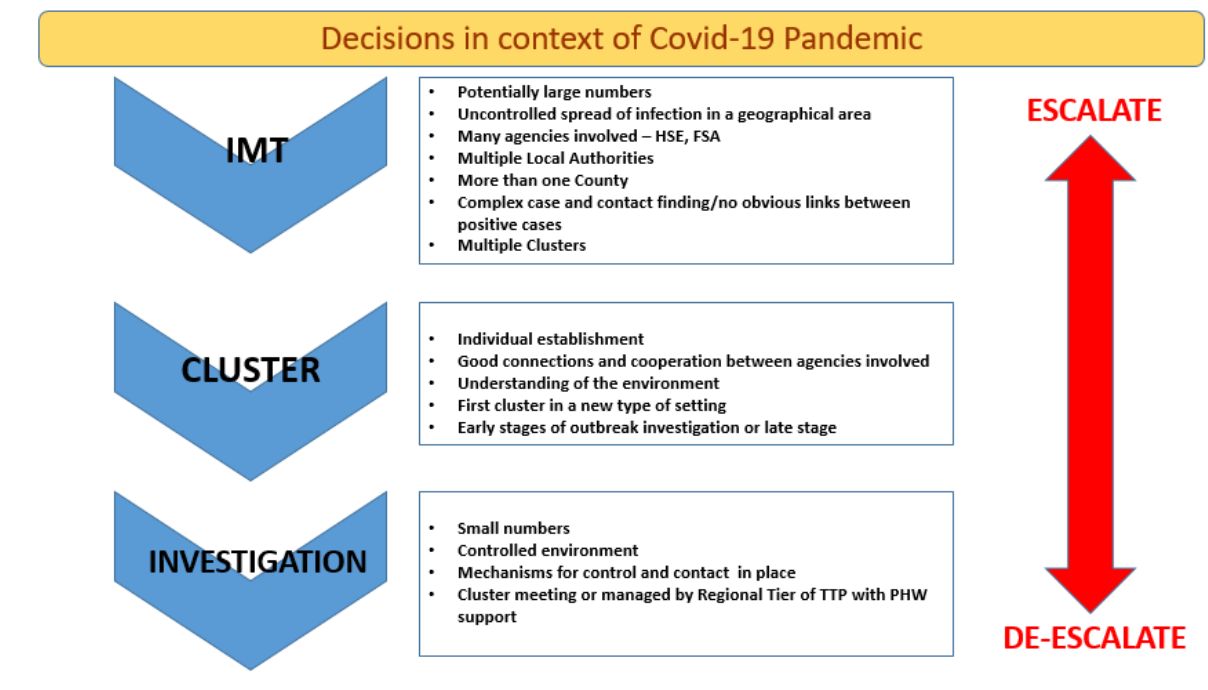 Decisions in context of Covid-19 Pandemic
IMT
• Potentially large numbers
• Uncontrolled spread of infection in a geographical area
• Many agencies involved – HSE, FSA
• Multiple Local Authorities
• More than one County
• Complex case and contact finding/no obvious links between
positive cases
• Multiple Clusters
ESCALATE
CLUSTER
• Individual establishment
• Good connections and cooperation between agencies involved
• Understanding of the environment
• First cluster in a new type of setting
• Early stages of outbreak investigation or late stage
INVESTIGATION
• Small numbers
• Controlled environment
• Mechanisms for control and contact in place
• Cluster meeting or managed by Regional Tier of TTP with PHW
support
DE-ESCALATE